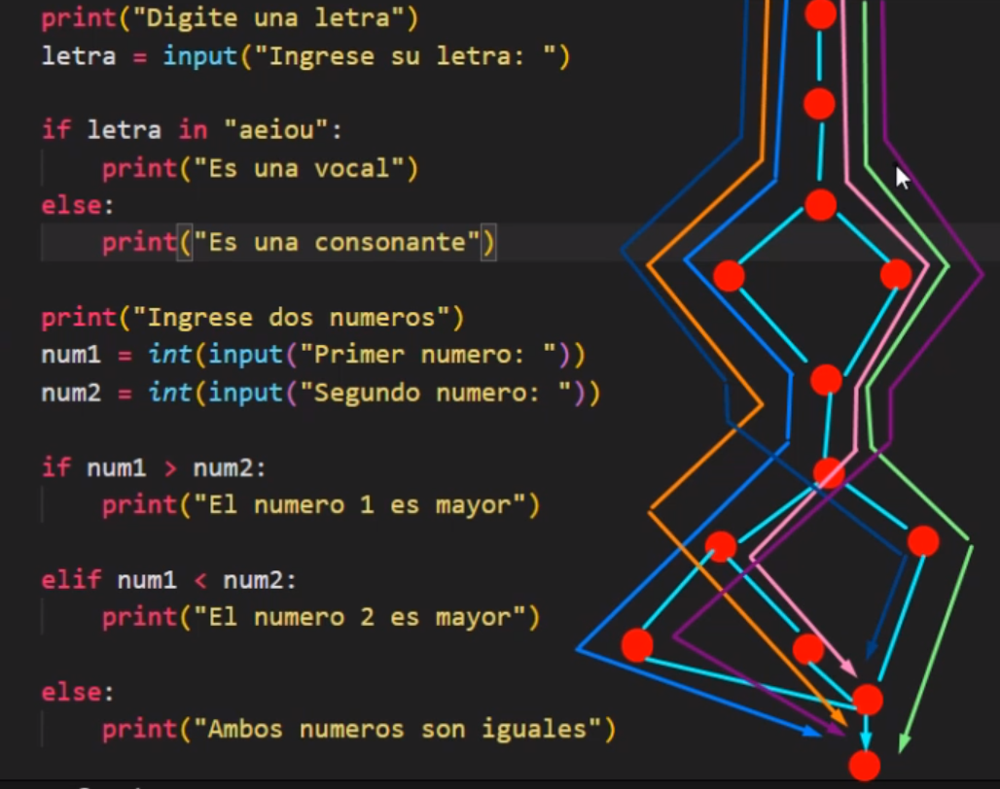 print("Digite una letra")
letra = input("Ingrese su letra: ")
if letra in "aeiou":
print("Es una vocal")
else:
print("Es una consonante")
print("Ingrese dos numeros")
num1 = int(input("Primer numero: "))
num2 = int(input("Segundo numero: "))
if num1 > num2:
print("El numero 1 es mayor")
elif num1 < num2:
print("El numero 2 es mayor")
else:
print("Ambos numeros son iguales")